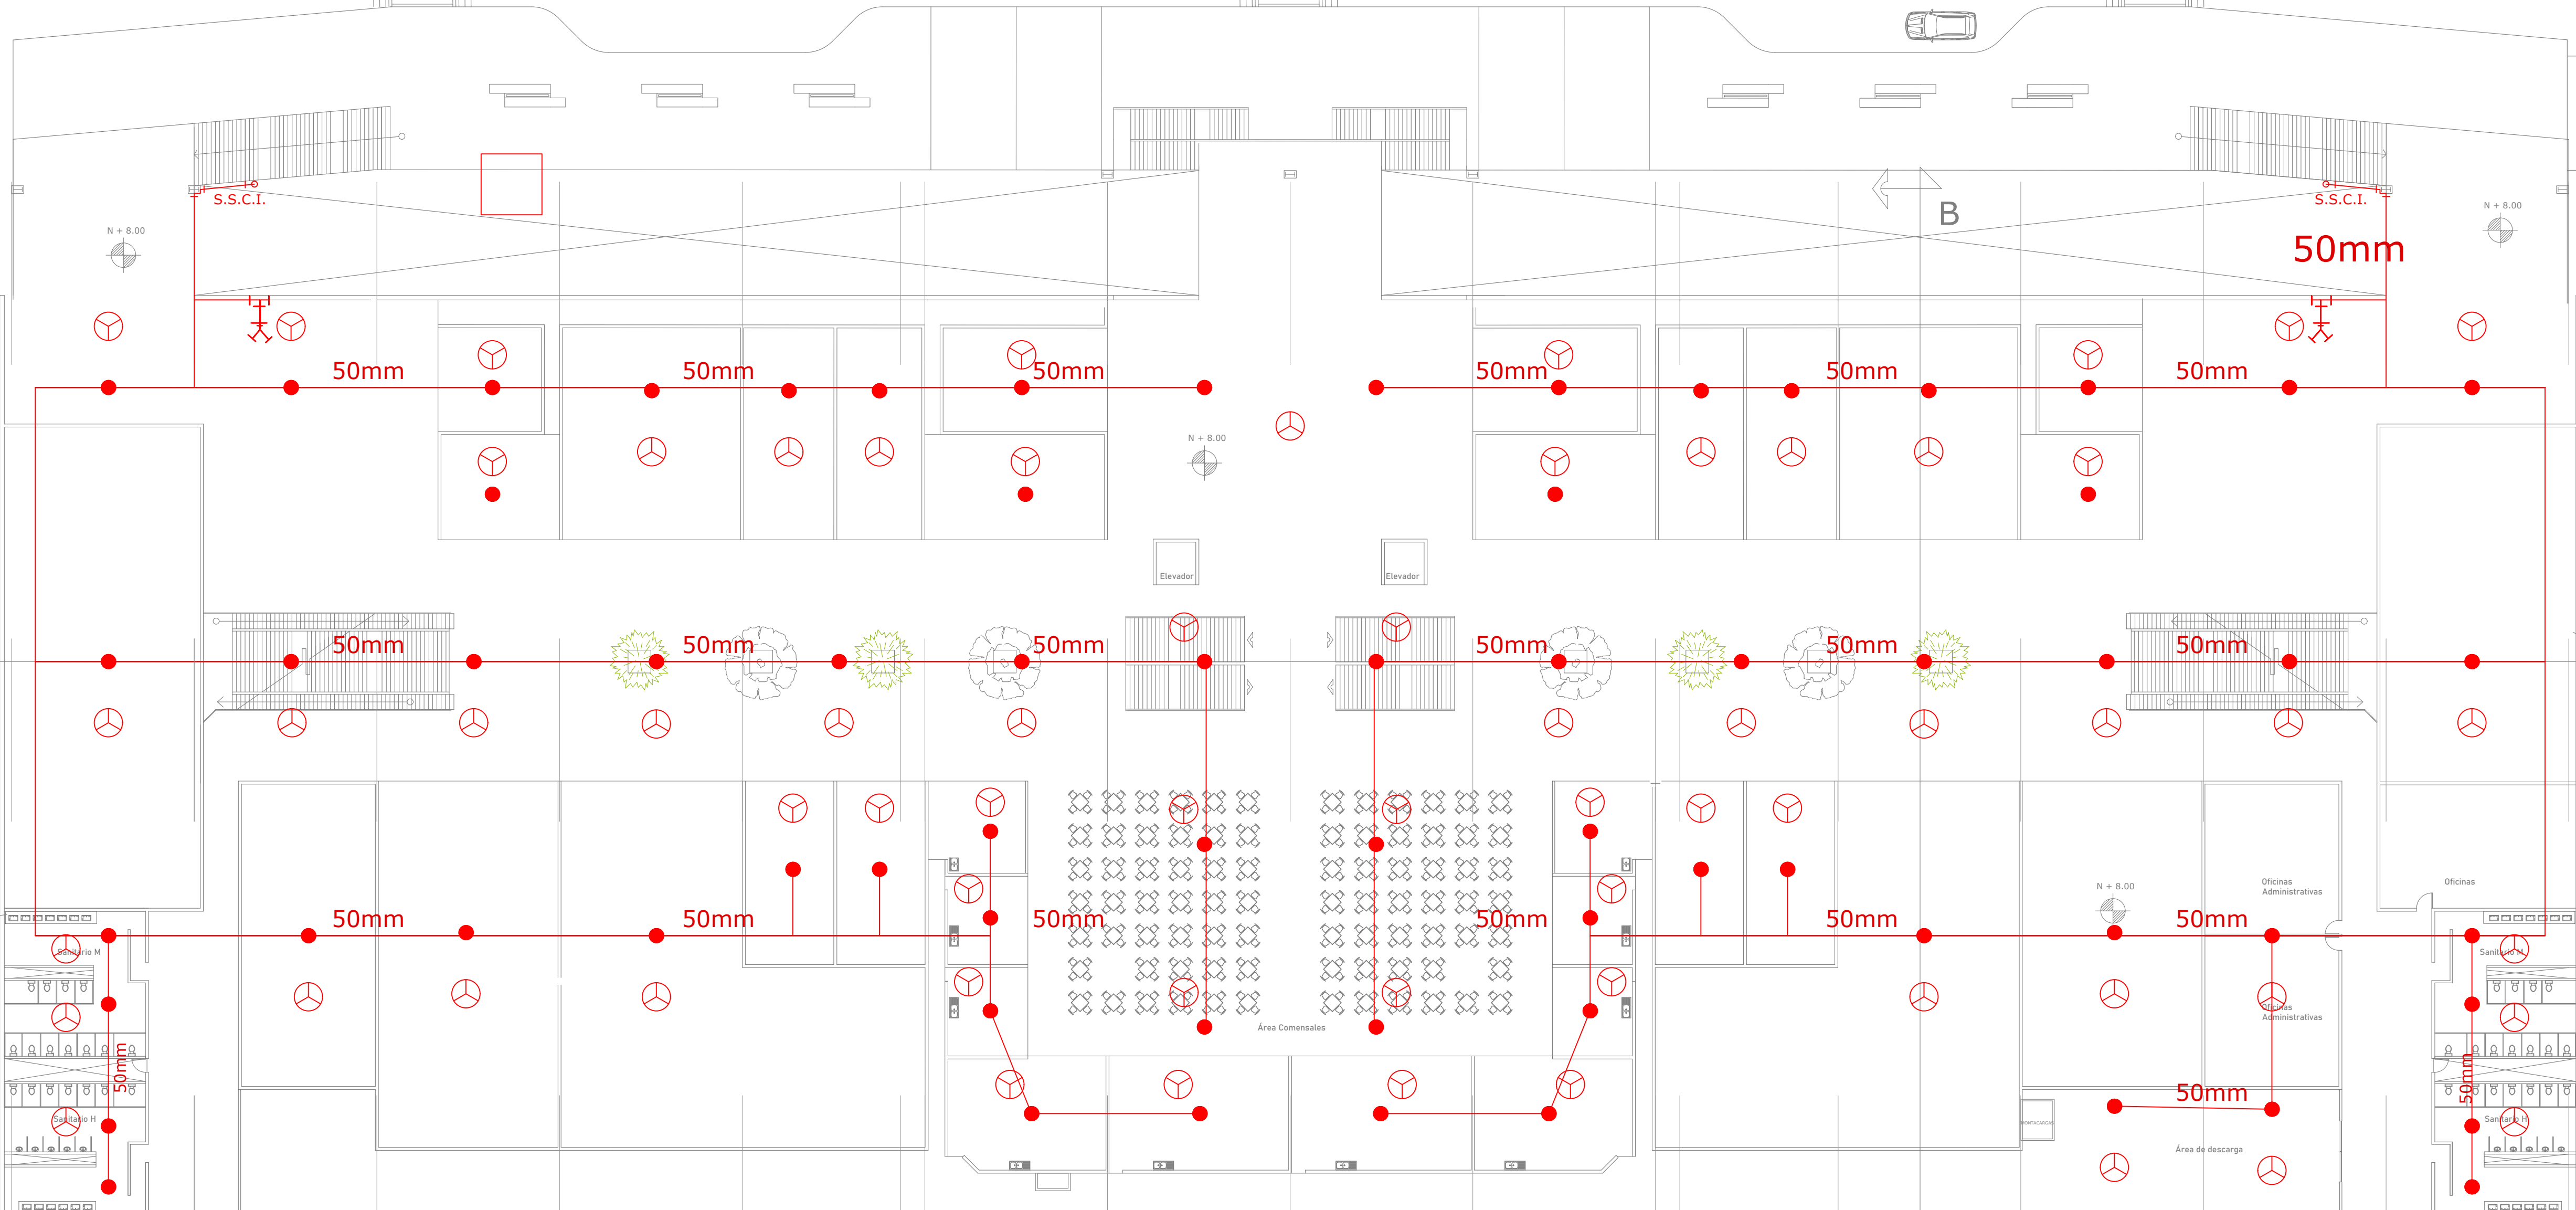 S.S.C.I.
S.S.C.I.
B
N + 8.00
N + 8.00
50mm
50mm
50mm
50mm
50mm
50mm
50mm
N + 8.00
Elevador
Elevador
50mm
50mm
50mm
50mm
50mm
50mm
Oficinas
Administrativas
Oficinas
N + 8.00
50mm
50mm
50mm
50mm
50mm
50mm
Sanitario M
Sanitario M
Oficinas
Administrativas
Área Comensales
50mm
50mm
50mm
Sanitario H
Sanitario H
MONTACARGAS
Área de descarga